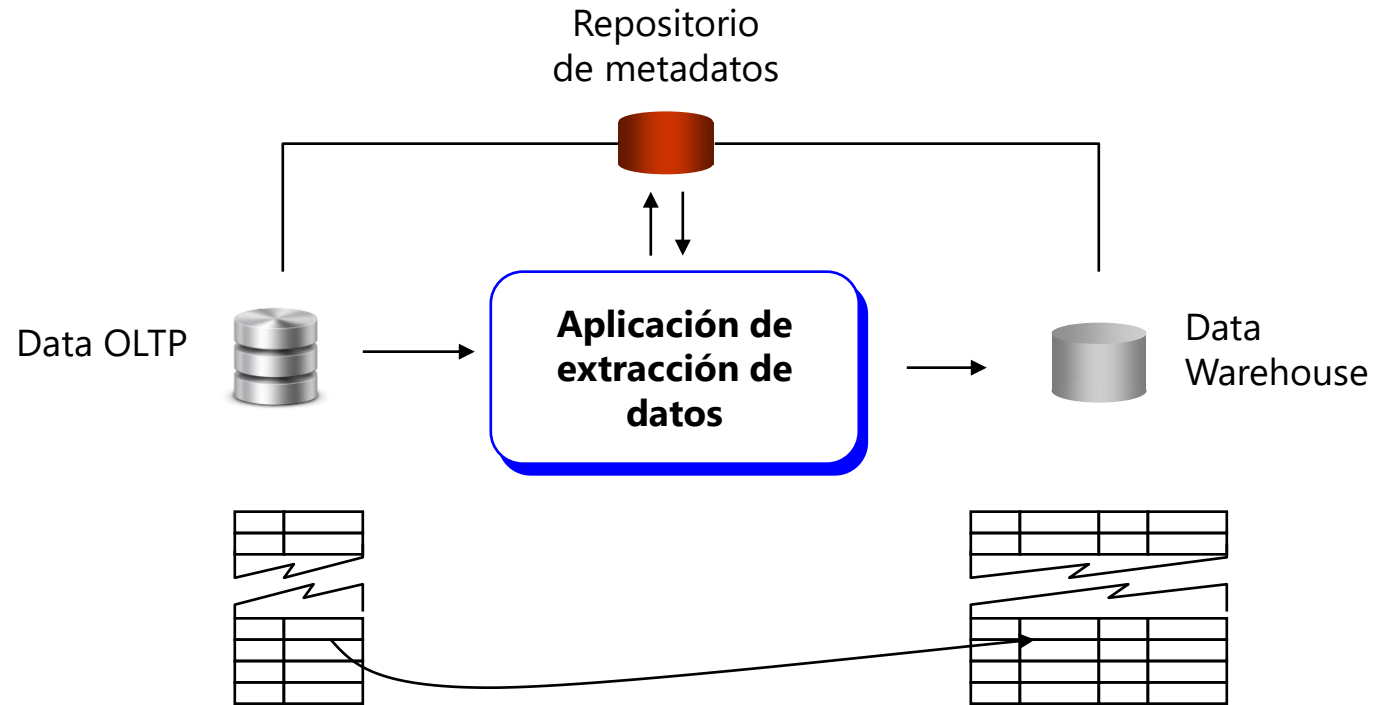 Repositorio
de metadatos
Data OLTP
Aplicación de
extracción de
datos
Data
Warehouse